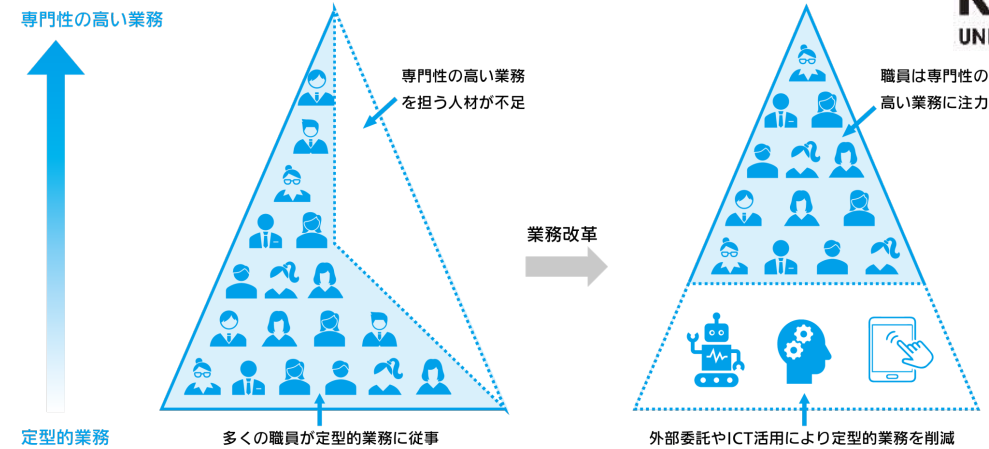 専門性の高い業務
専門性の高い業務
を担う人材が不足
職員は専門性の
高い業務に注力
業務改革
定型的業務
多くの職員が定型的業務に従事
外部委託やICT活用により定型的業務を削減